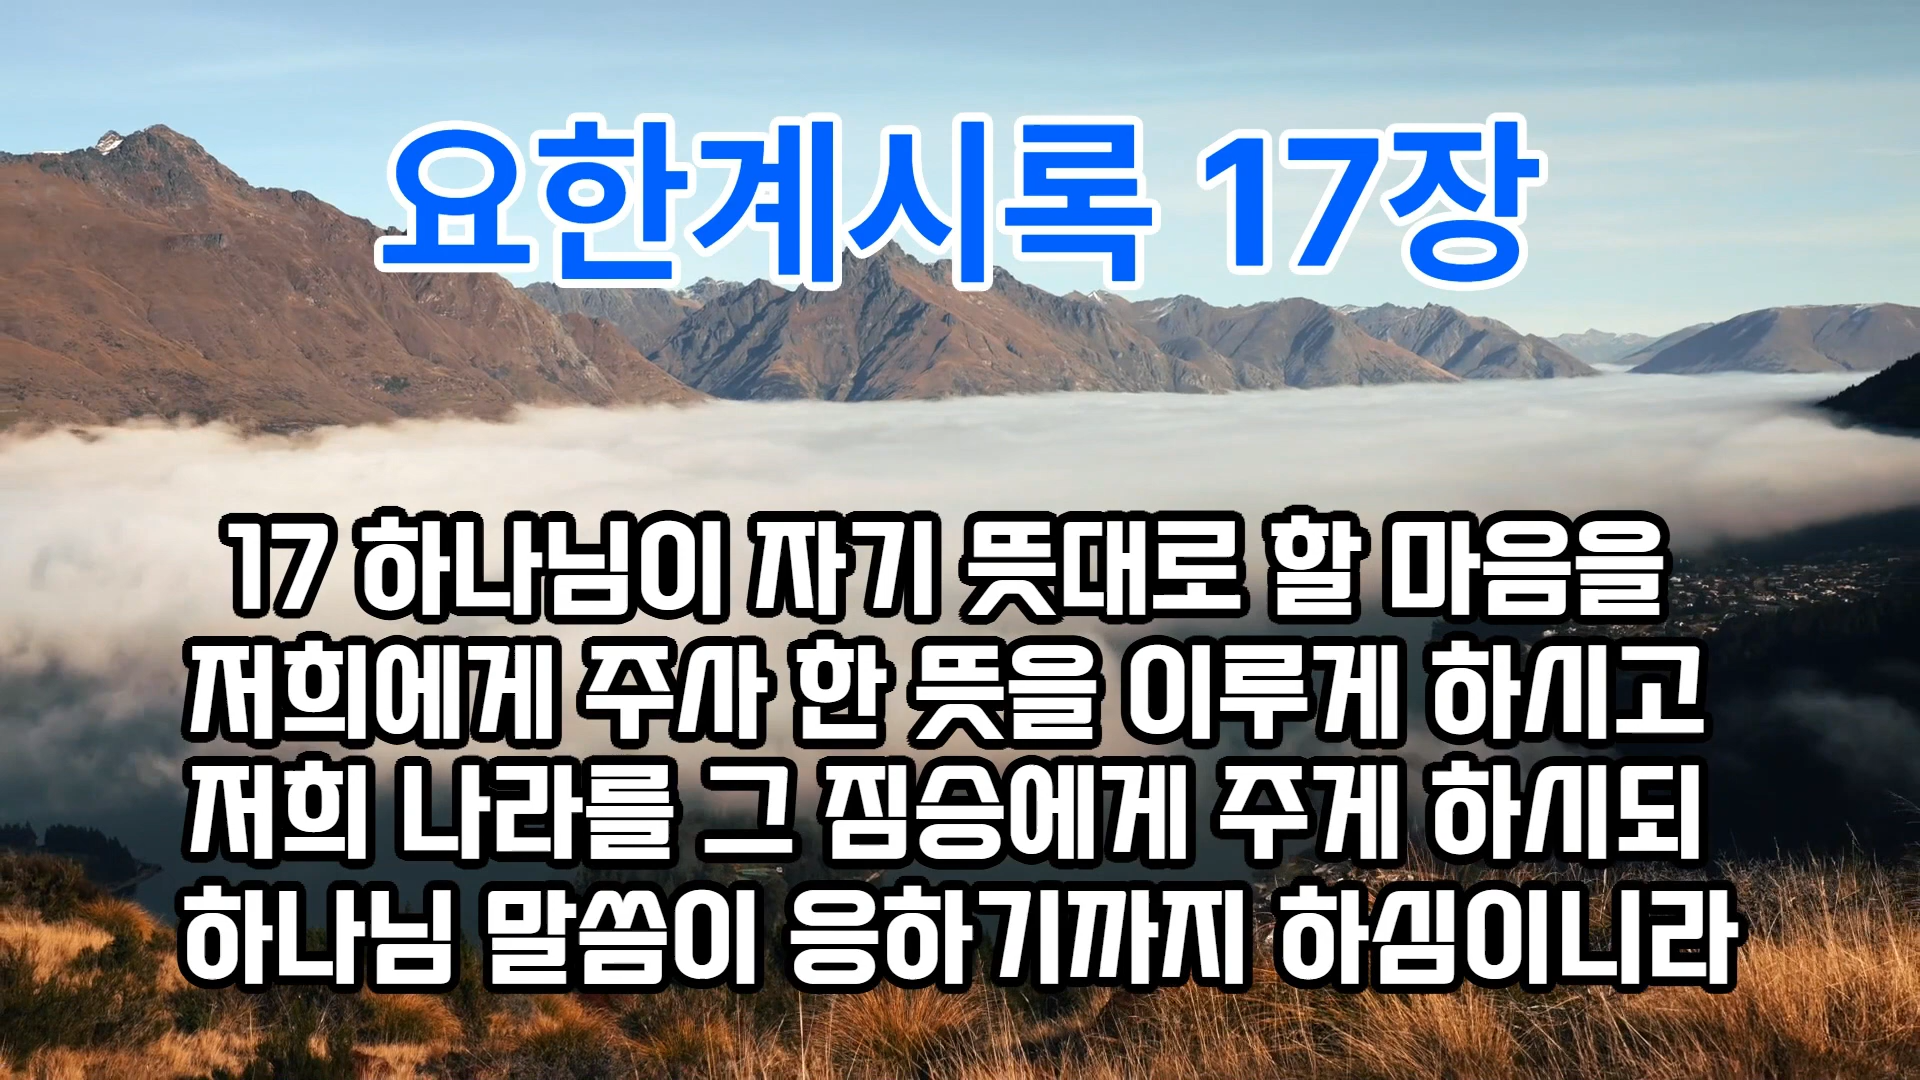 요한계시록 17장
17 하나님이 자기 뜻대로 할 마음을
저희에게 주사 한 뜻을 이루게 하시고
저희 나라를 그 짐승에게 주게 하시되
하나님 말씀이 응하기까지 하심이니라